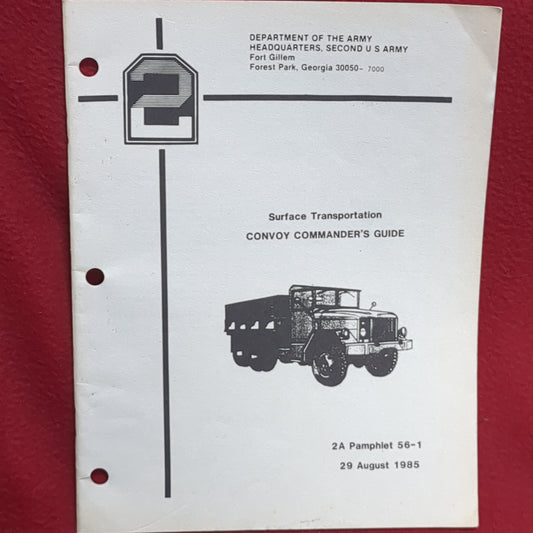 DEPARTMENT OF THE ARMY
HEADQUARTERS, SECOND U S ARMY
Fort Gillem
Forest Park, Georgia 30050- 7000
2
Surface Transportation
CONVOY COMMANDER'S GUIDE
2A Pamphlet 56-1
29 August 1985